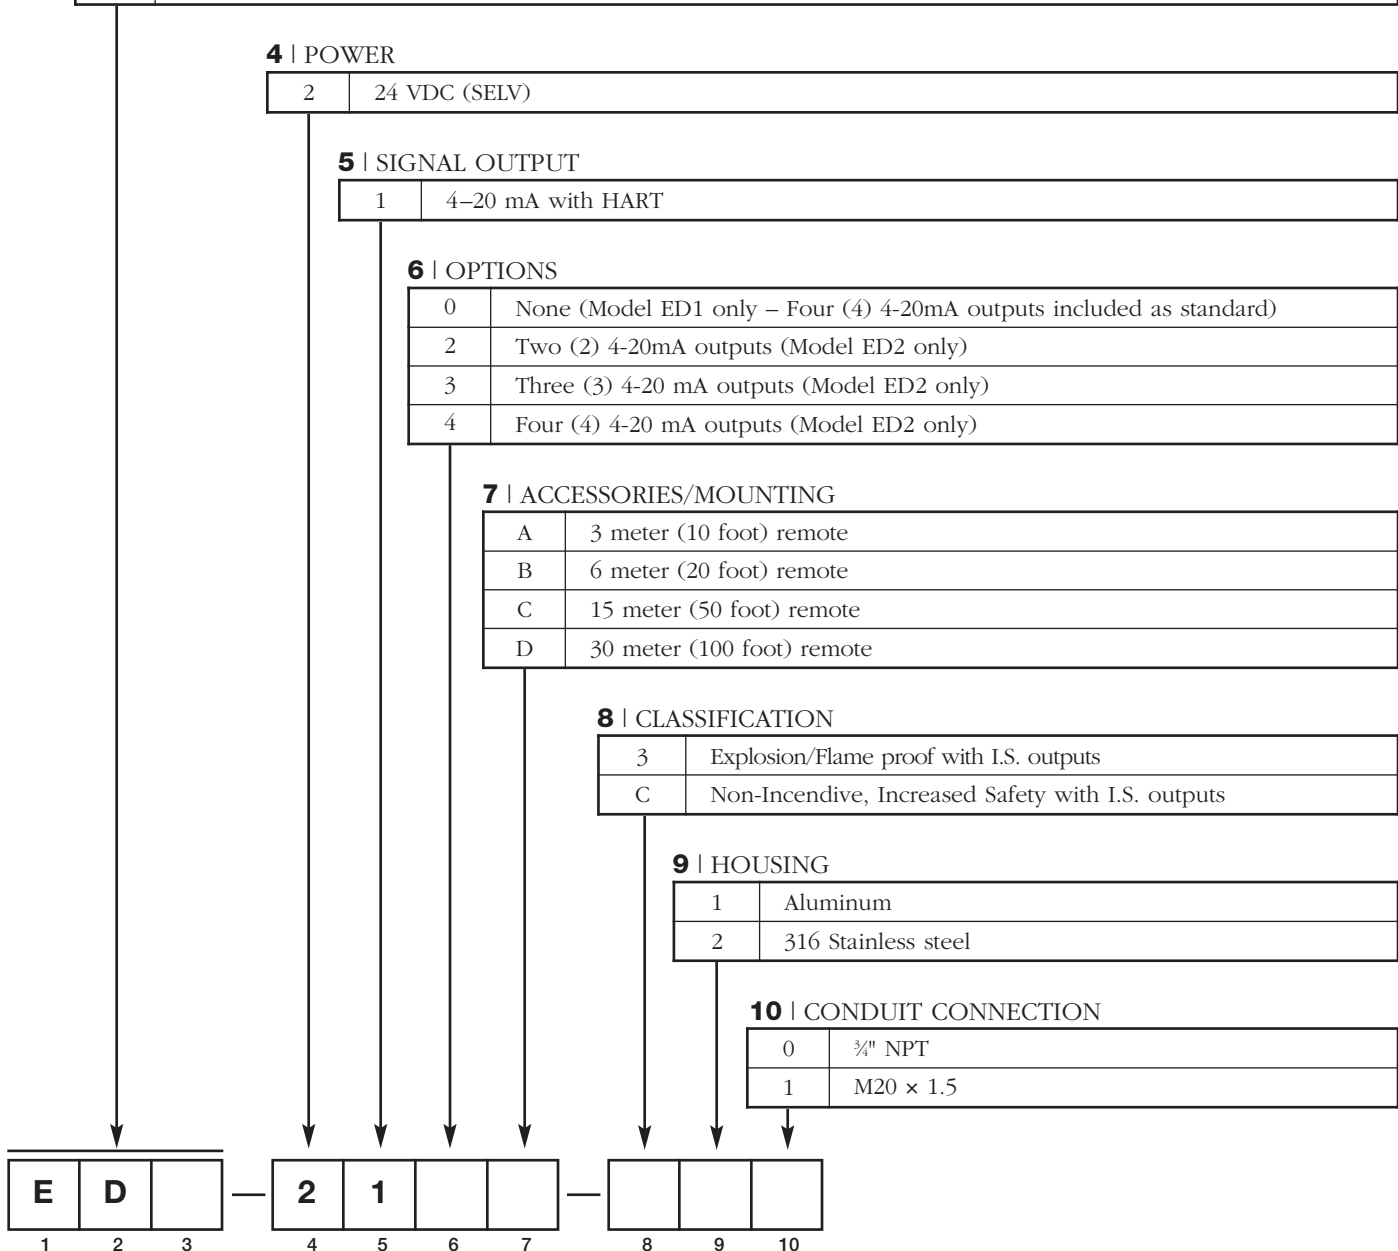 4 | POWER
2 24 VDC (SELV)
5 | SIGNAL OUTPUT
1 4–20 mA with HART
6 | OPTIONS
0 None (Model ED1 only – Four (4) 4-20mA outputs included as standard)
2 Two (2) 4-20mA outputs (Model ED2 only)
3 Three (3) 4-20 mA outputs (Model ED2 only)
4 Four (4) 4-20 mA outputs (Model ED2 only)
7 | ACCESSORIES/MOUNTING
A 3 meter (10 foot) remote
B 6 meter (20 foot) remote
C 15 meter (50 foot) remote
D 30 meter (100 foot) remote
8 | CLASSIFICATION
3 Explosion/Flame proof with I.S. outputs
C Non-Incendive, Increased Safety with I.S. outputs
9 | HOUSING
1 Aluminum
2 316 Stainless steel
10 | CONDUIT CONNECTION
0 ¾" NPT
1 M20 × 1.5
E D — 2 1 —
1 2 3 4 5 6 7 8 9 10